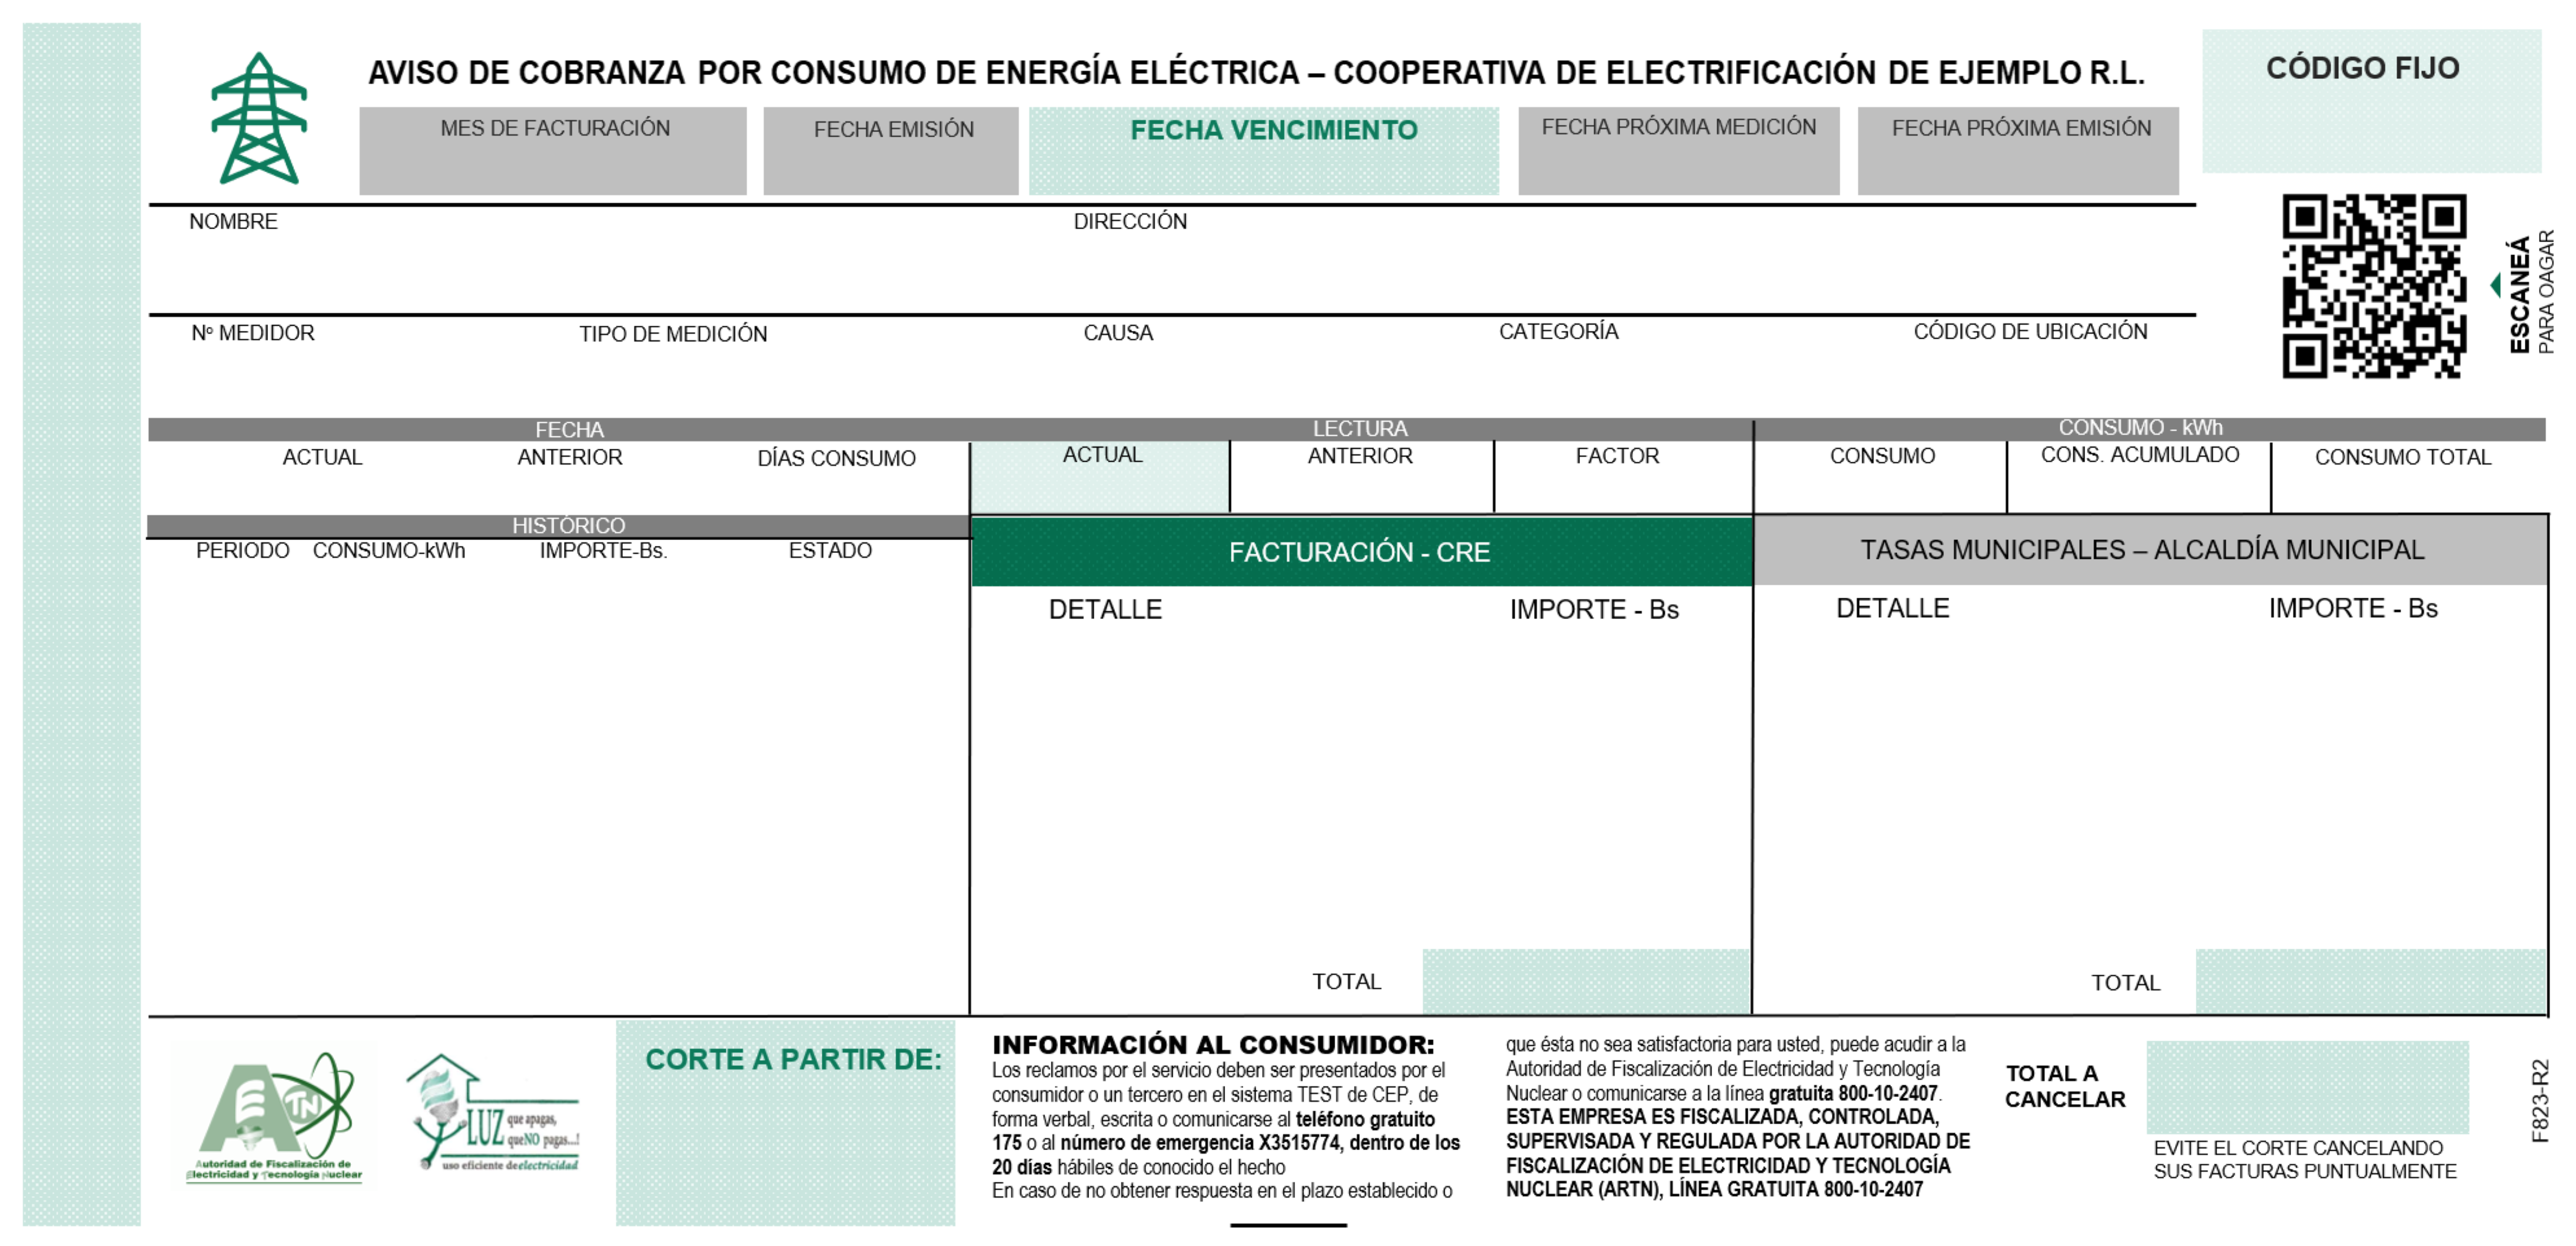 AVISO DE COBRANZA POR CONSUMO DE ENERGÍA ELÉCTRICA – COOPERATIVA DE ELECTRIFICACIÓN DE EJEMPLO R.L.
CÓDIGO FIJO
MES DE FACTURACIÓN
FECHA EMISIÓN
FECHA VENCIMIENTO
FECHA PRÓXIMA MEDICIÓN
FECHA PRÓXIMA EMISIÓN
NOMBRE
DIRECCIÓN
ESCANEÁ
PARA OAGAR
Nº MEDIDOR
TIPO DE MEDICIÓN
CAUSA
CATEGORÍA
CÓDIGO DE UBICACIÓN
FECHA
LECTURA
CONSUMO - kWh
ACTUAL
ANTERIOR
DÍAS CONSUMO
ACTUAL
ANTERIOR
FACTOR
CONSUMO
CONS. ACUMULADO
CONSUMO TOTAL
HISTÓRICO
PERIODO
CONSUMO-kWh
IMPORTE-Bs.
ESTADO
FACTURACIÓN - CRE
DETALLE
IMPORTE - Bs
TOTAL
TASAS MUNICIPALES – ALCALDÍA MUNICIPAL
DETALLE
IMPORTE - Bs
TOTAL
AETN
Autoridad de Fiscalización de
Electricidad y Tecnología Nuclear
LUZ que apagas,
queNO pagas...!
uso eficiente de electricidad
CORTE A PARTIR DE:
INFORMACIÓN AL CONSUMIDOR:
Los reclamos por el servicio deben ser presentados por el
consumidor o un tercero en el sistema TEST de CEP, de
forma verbal, escrita o comunicarse al teléfono gratuito
175 o al número de emergencia X3515774, dentro de los
20 días hábiles de conocido el hecho
En caso de no obtener respuesta en el plazo establecido o
que ésta no sea satisfactoria para usted, puede acudir a la
Autoridad de Fiscalización de Electricidad y Tecnología
Nuclear o comunicarse a la línea gratuita 800-10-2407.
ESTA EMPRESA ES FISCALIZADA, CONTROLADA,
SUPERVISADA Y REGULADA POR LA AUTORIDAD DE
FISCALIZACIÓN DE ELECTRICIDAD Y TECNOLOGÍA
NUCLEAR (ARTN), LÍNEA GRATUITA 800-10-2407
TOTAL A
CANCELAR
EVITE EL CORTE CANCELANDO
SUS FACTURAS PUNTUALMENTE
F823-R2